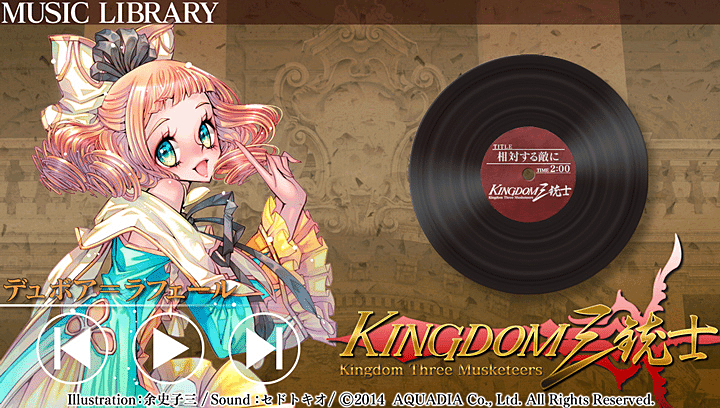 MUSIC LIBRARY
TITLE
相対する敵に
TIME 2:00
KINGDOM三銃士
Kingdom Three Musketeers
デュボア=ラフェール
KINGDOM三銃士
Kingdom Three Musketeers
Illustration:余史子三 / Sound :セドトキオ/ ©2014 AQUADIA Co., Ltd. All Rights Reserved.